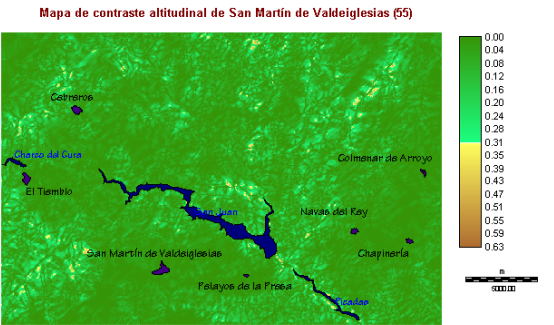 Mapa de contraste altitudinal de San Martín de Valdeiglesias (55)
0.00
0.04
0.08
0.12
0.16
0.20
0.24
0.28
0.31
0.35
0.39
0.43
0.47
0.51
0.55
0.59
0.63
Cebreros
Charco del Cura
El Tiemblo
Colmenar de Arroyo
San Juan
Navas del Rey
San Martín de Valdeiglesias
Chapinería
Pelayos de la Presa
Picadas
m
5000.00